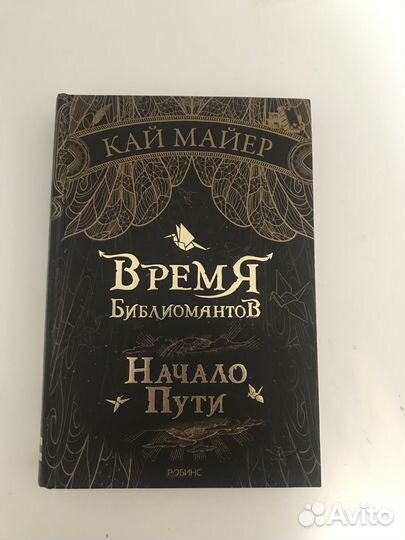 КАЙ МАЙЕР
ВРЕМЯ
БИБЛИОМАНТОВ
НАЧАЛО
ПУТИ
РОБИНС
Avito